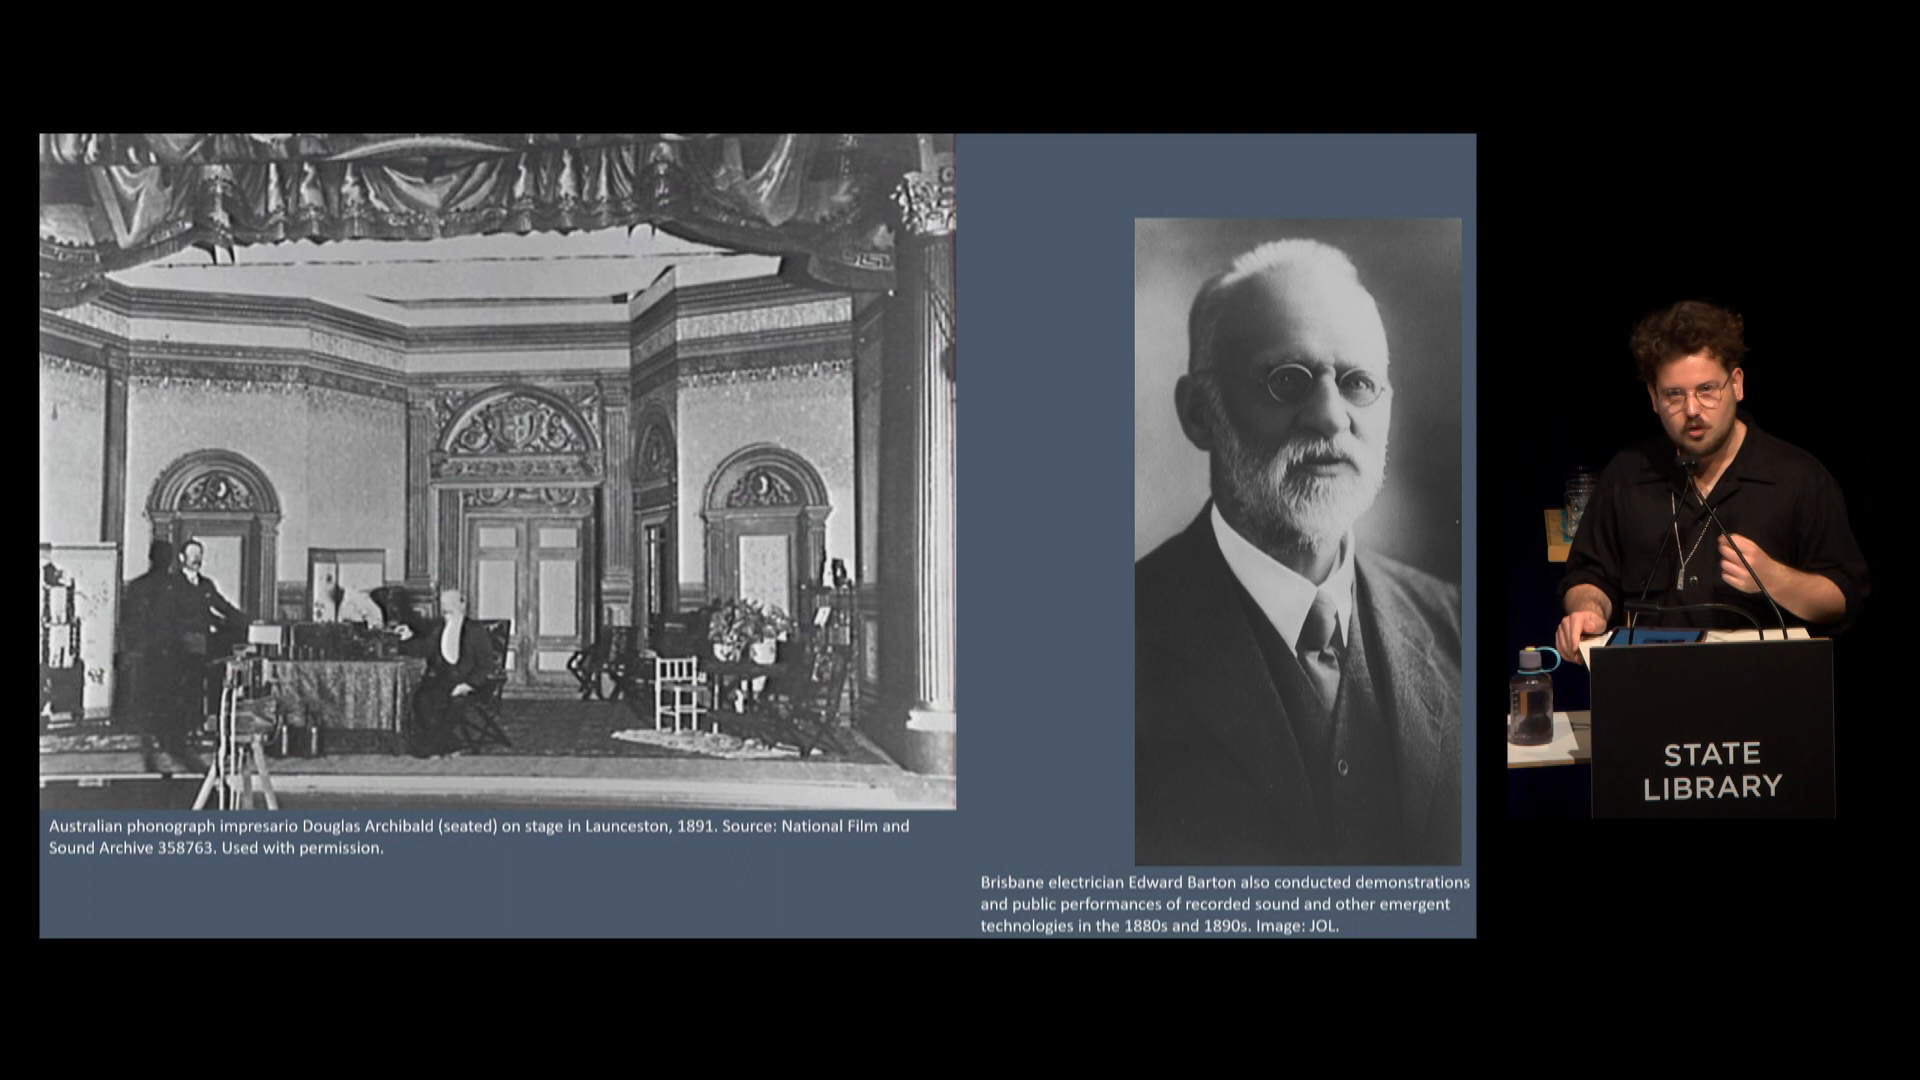 Australian phonograph impresario Douglas Archibald (seated) on stage in Launceston, 1891. Source: National Film and
Sound Archive 358763. Used with permission.
Brisbane electrician Edward Barton also conducted demonstrations
and public performances of recorded sound and other emergent
technologies in the 1880s and 1890s. Image: JOL.
STATE
LIBRARY